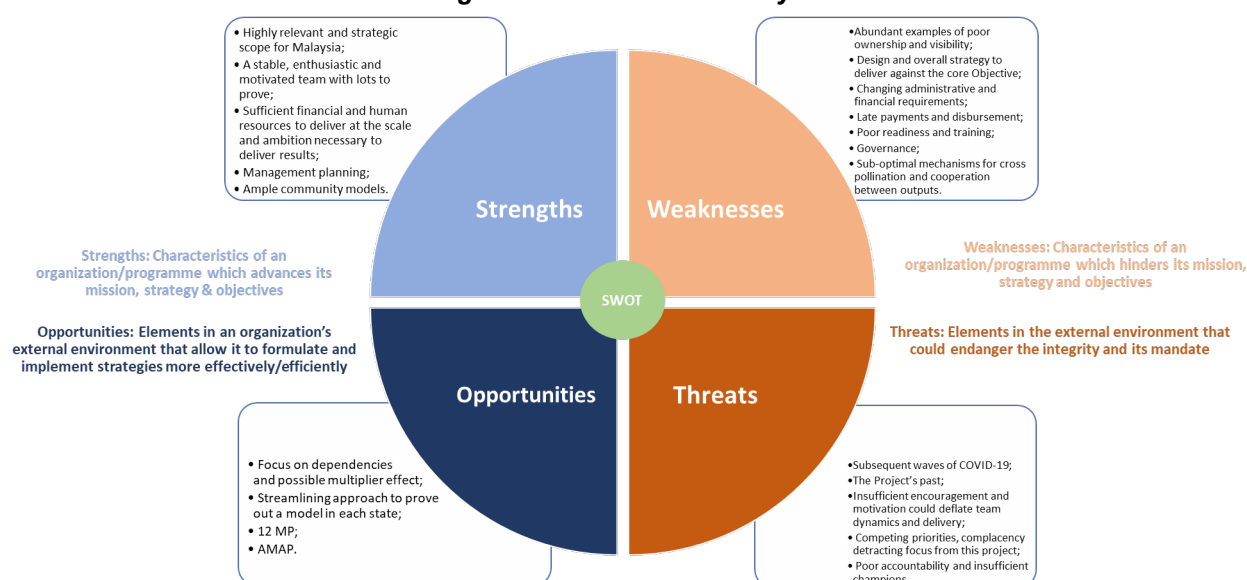 • Highly relevant and strategic
scope for Malaysia;
• A stable, enthusiastic and
motivated team with lots to
prove;
• Sufficient financial and human
resources to deliver at the scale
and ambition necessary to
deliver results;
• Management planning;
• Ample community models.
•Abundant examples of poor
ownership and visibility;
• Design and overall strategy to
deliver against the core Objective;
• Changing administrative and
financial requirements;
• Late payments and disbursement;
• Poor readiness and training;
• Governance;
• Sub-optimal mechanisms for cross
pollination and cooperation
between outputs.
Strengths
Weaknesses
Strengths: Characteristics of an
organization/programme which advances its
mission, strategy & objectives
Weaknesses: Characteristics of an
organization/programme which hinders its mission,
strategy and objectives
SWOT
Opportunities: Elements in an organization's
external environment that allow it to formulate and
implement strategies more effectively/efficiently
Threats: Elements in the external environment that
could endanger the integrity and its mandate
Opportunities
Threats
• Focus on dependencies
and possible multiplier effect;
• Streamlining approach to prove
out a model in each state;
• 12 MP;
• AMAP.
•Subsequent waves of COVID-19;
•The Project's past;
•Insufficient encouragement and
motivation could deflate team
dynamics and delivery;
• Competing priorities, complacency
detracting focus from this project;
• Poor accountability and insufficient
champions